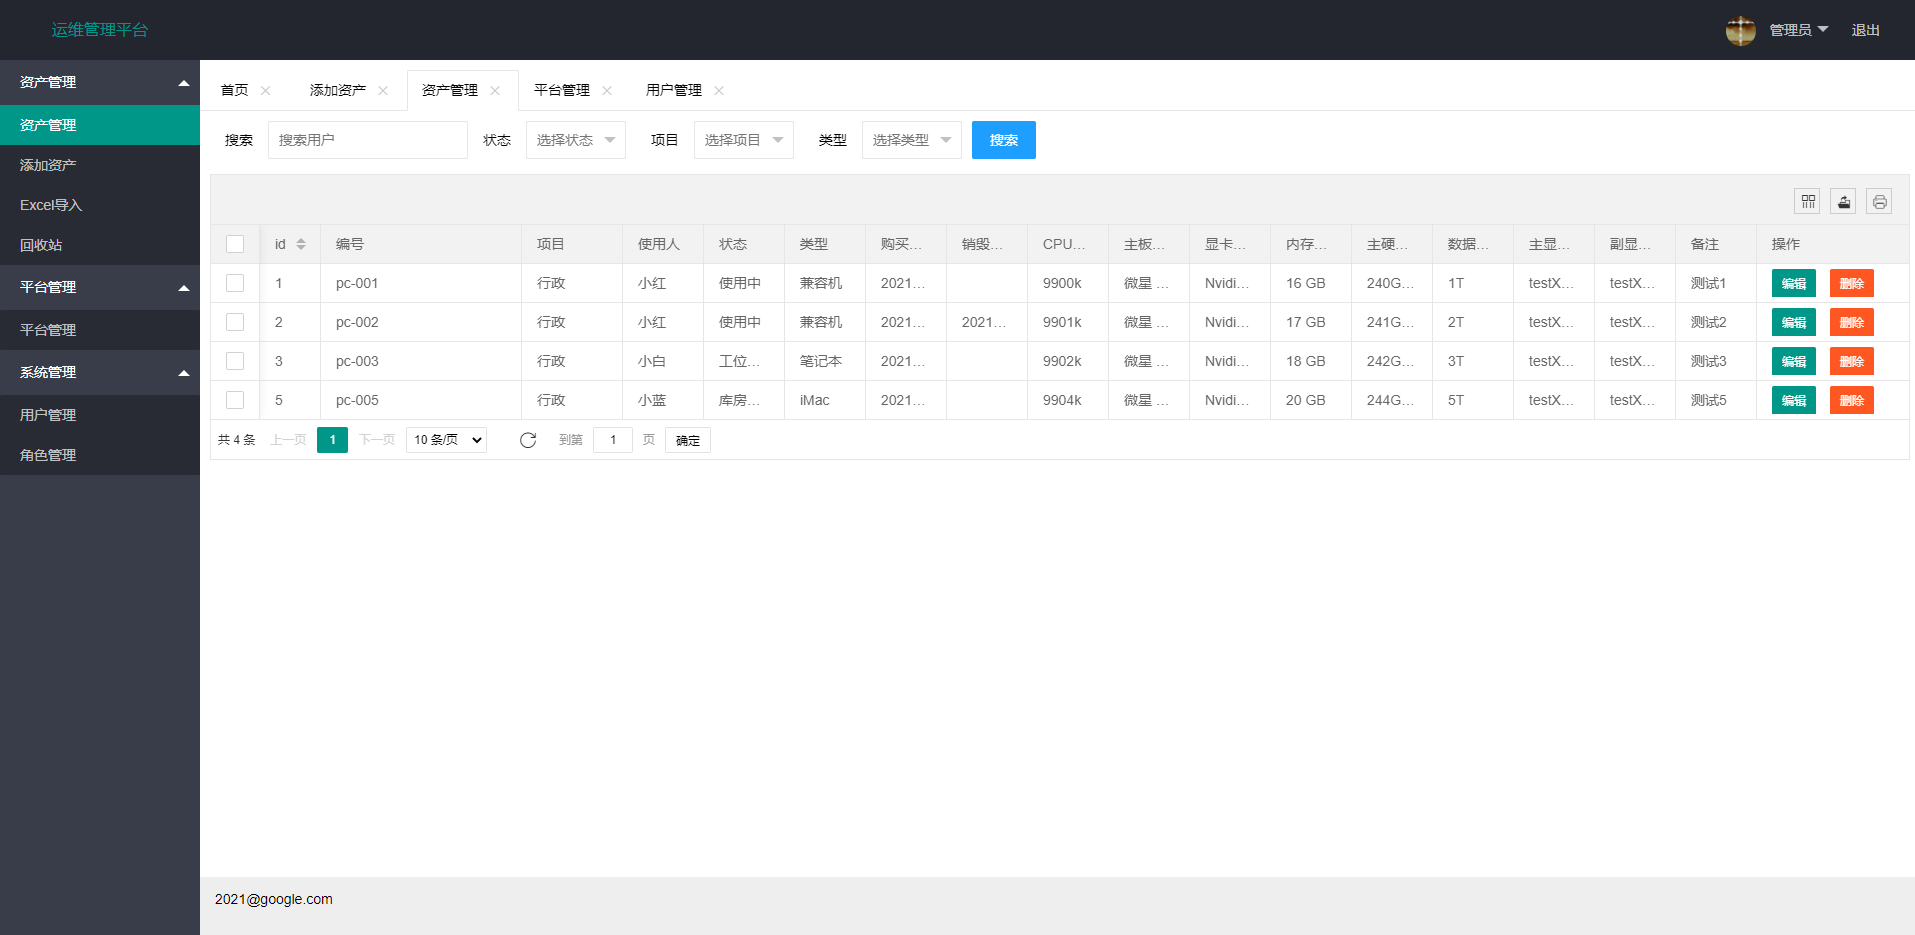 运维管理平台
管理员 退出
资产管理
资产管理
添加资产
Excel导入
回收站
平台管理
平台管理
系统管理
用户管理
角色管理
首页 添加资产 资产管理 平台管理 用户管理
搜索 搜索用户 状态 选择状态 项目 选择项目 类型 选择类型 搜索
id 编号 项目 使用人 状态 类型 购买... 销毁... CPU... 主板... 显卡... 内存... 主硬... 数据... 主显... 副显... 备注 操作
1 pc-001 行政 小红 使用中 兼容机 2021... 9900k 微星 ... Nvidi... 16 GB 240G... 1T testX... testX... 测试1 编辑 删除
2 pc-002 行政 小红 使用中 兼容机 2021... 2021... 9901k 微星 ... Nvidi... 17 GB 241G... 2T testX... testX... 测试2 编辑 删除
3 pc-003 行政 小白 工位... 笔记本 2021... 9902k 微星 ... Nvidi... 18 GB 242G... 3T testX... testX... 测试3 编辑 删除
5 pc-005 行政 小蓝 库房... iMac 2021... 9904k 微星 ... Nvidi... 20 GB 244G... 5T testX... testX... 测试5 编辑 删除
共 4 条 上一页 1 下一页 10 条/页 到第 1 页 确定
2021@google.com